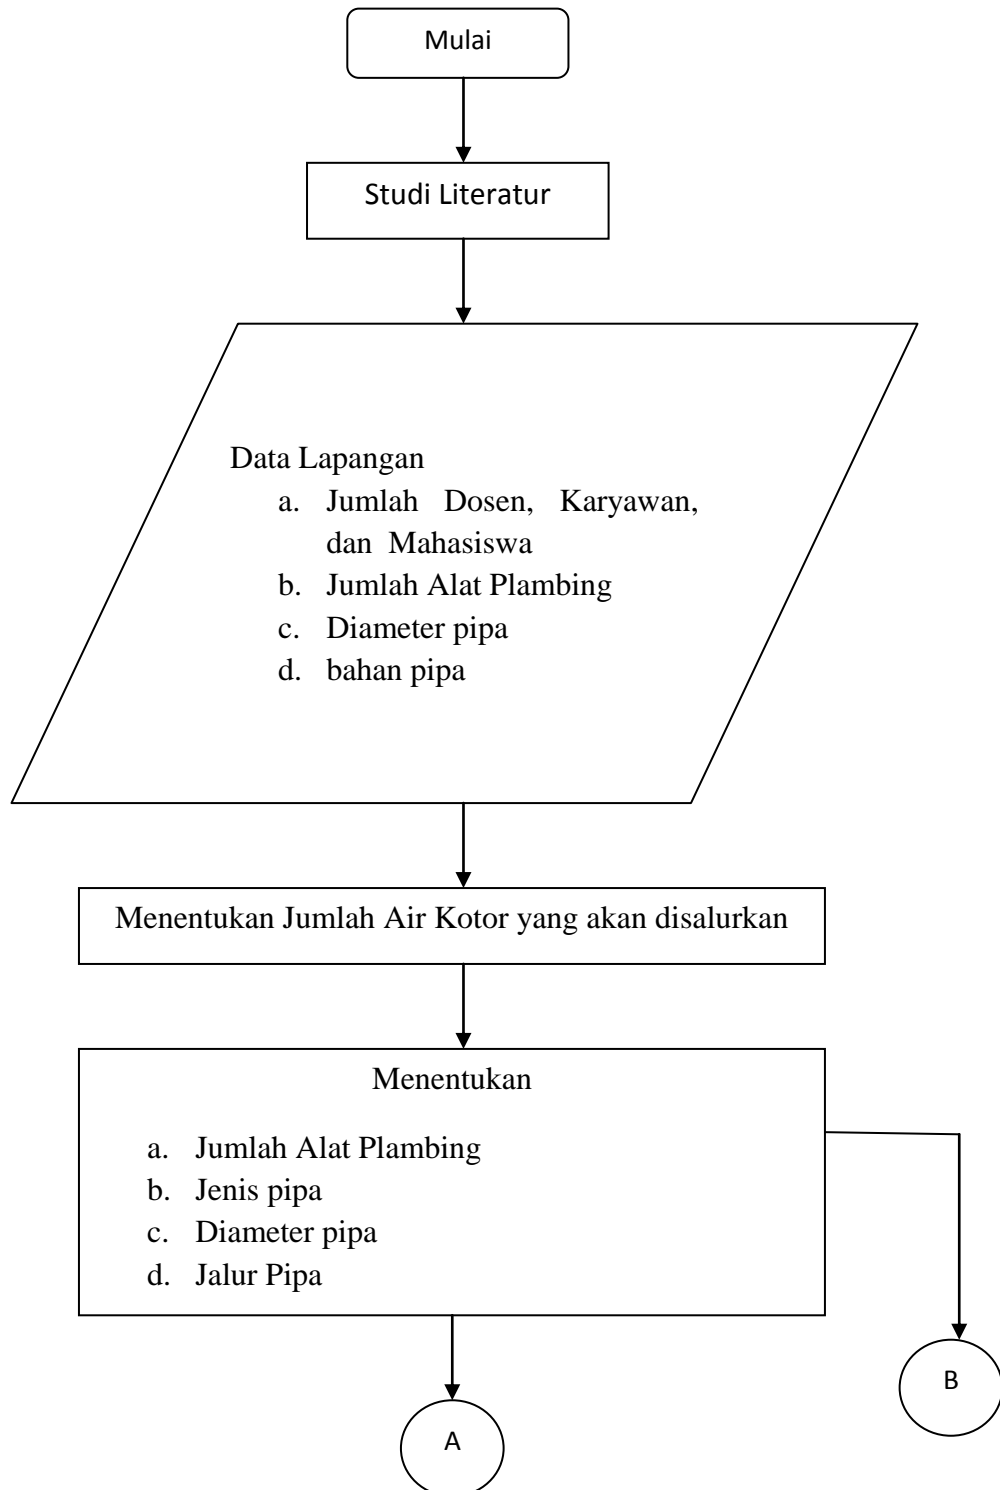 Mulai
Studi Literatur
Data Lapangan
a. Jumlah Dosen, Karyawan,
dan Mahasiswa
b. Jumlah Alat Plambing
c. Diameter pipa
d. bahan pipa
Menentukan Jumlah Air Kotor yang akan disalurkan
Menentukan
a. Jumlah Alat Plambing
b. Jenis pipa
c. Diameter pipa
d. Jalur Pipa
B
A